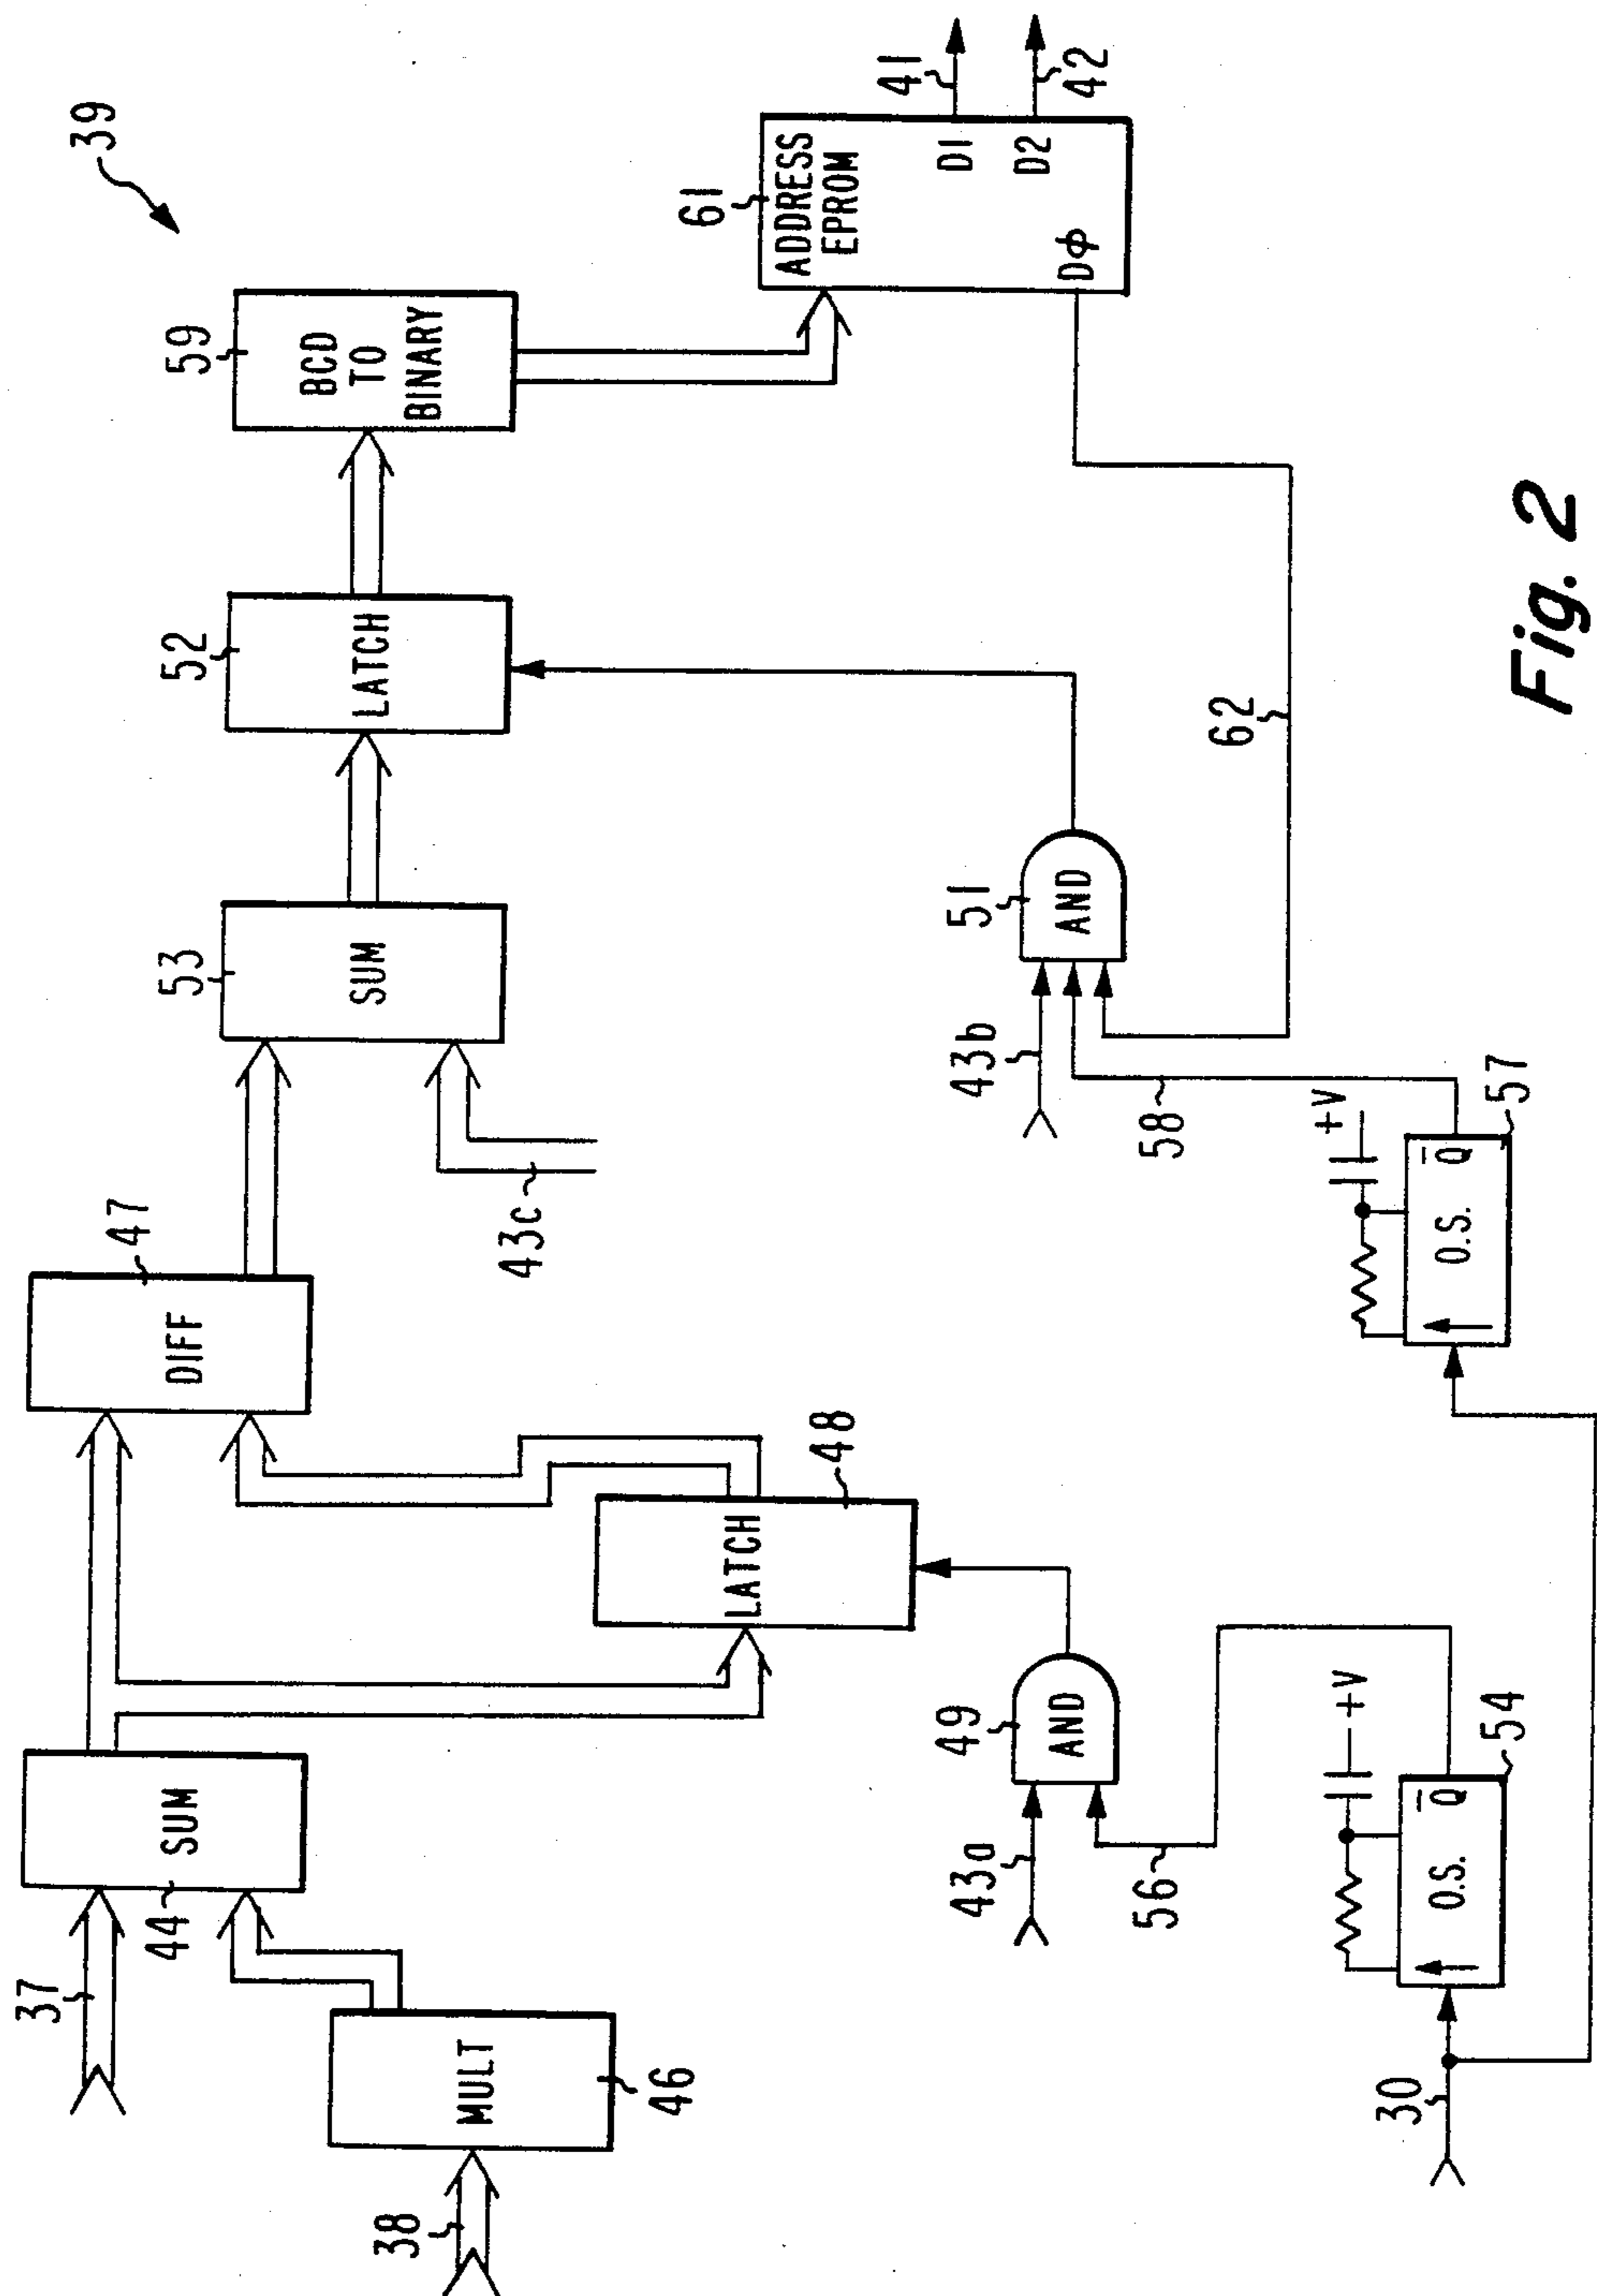 39
37
44
SUM
38
MULT
46
47
DIFF
LATCH
48
53
SUM
43c
52
LATCH
59
BCD
TO
BINARY
61
ADDRESS
EPROM
D1
D2
Dϕ
41
42
43a
49
AND
56
43b
51
AND
58
62
30
+V
O.S.
Q̅
54
+V
O.S.
Q̅
57
Fig. 2